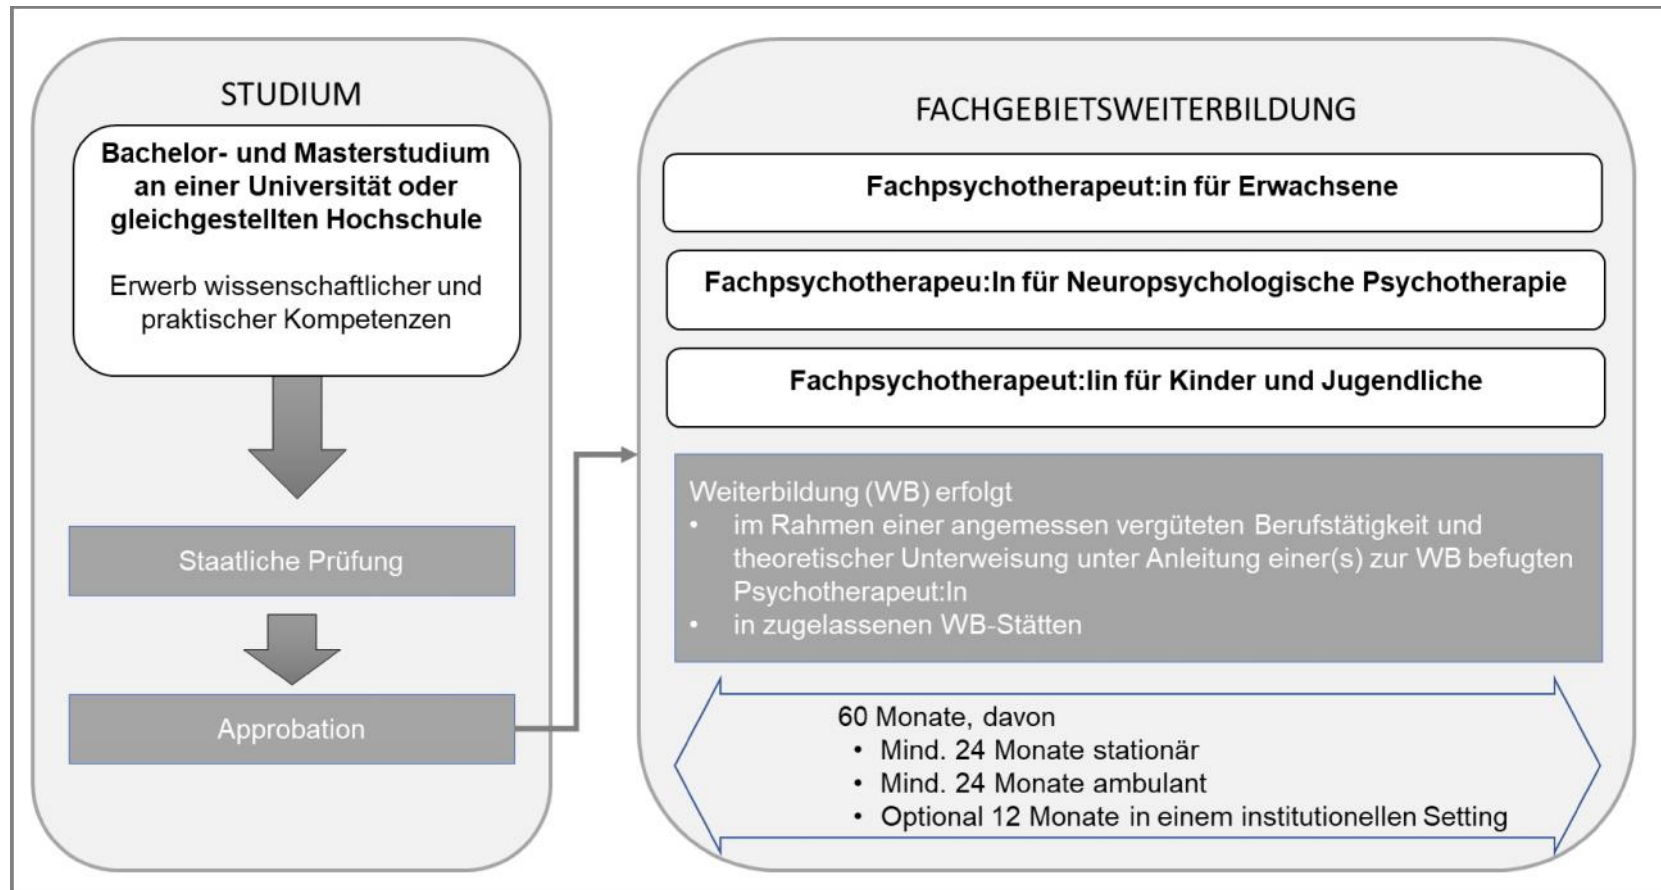 STUDIUM
Bachelor- und Masterstudium
an einer Universität oder
gleichgestellten Hochschule
Erwerb wissenschaftlicher und
praktischer Kompetenzen
Staatliche Prüfung
Approbation
FACHGEBIETSWEITERBILDUNG
Fachpsychotherapeut:in für Erwachsene
Fachpsychotherapeu:In für Neuropsychologische Psychotherapie
Fachpsychotherapeut:Iin für Kinder und Jugendliche
Weiterbildung (WB) erfolgt
• im Rahmen einer angemessen vergüteten Berufstätigkeit und
theoretischer Unterweisung unter Anleitung einer(s) zur WB befugten
Psychotherapeut:In
• in zugelassenen WB-Stätten
60 Monate, davon
• Mind. 24 Monate stationär
• Mind. 24 Monate ambulant
• Optional 12 Monate in einem institutionellen Setting